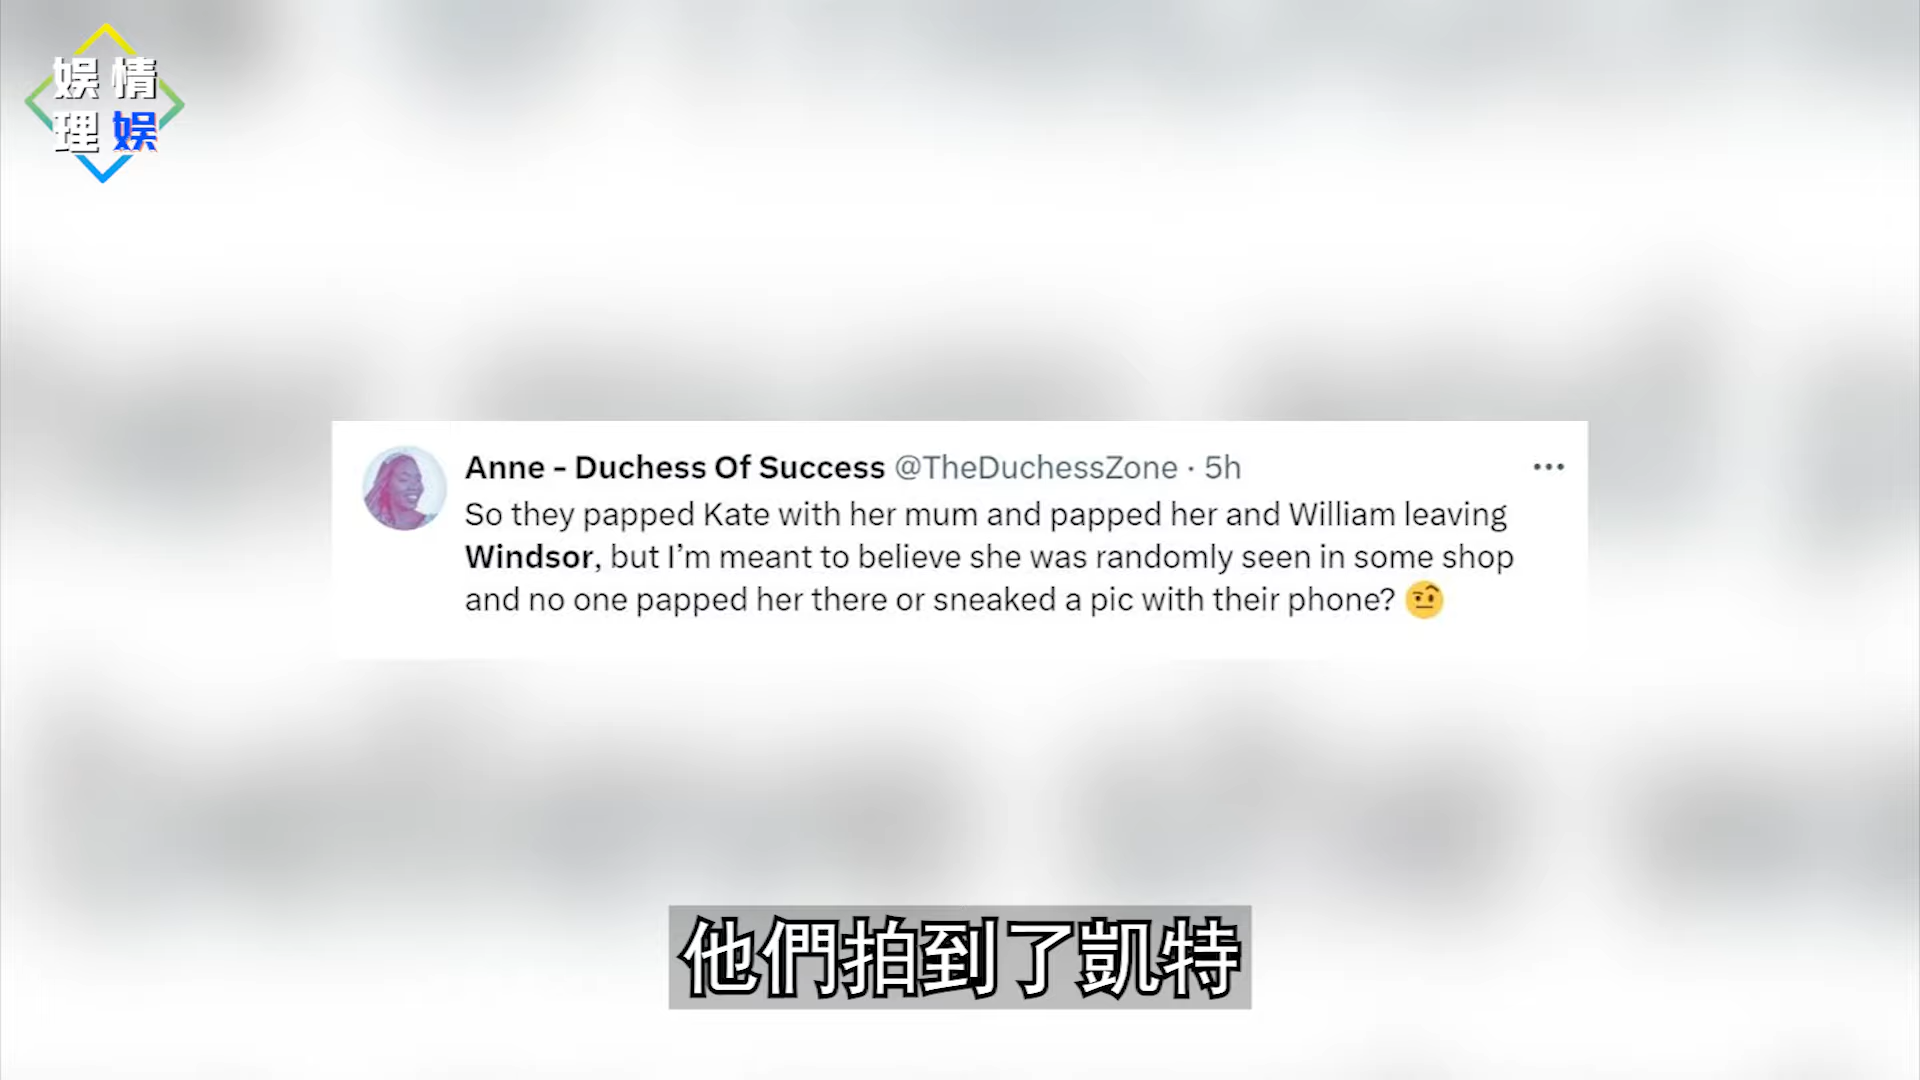 娱情
理娱
Anne - Duchess Of Success @TheDuchessZone · 5h
So they papped Kate with her mum and papped her and William leaving
Windsor, but I’m meant to believe she was randomly seen in some shop
and no one papped her there or sneaked a pic with their phone? 🤨
他們拍到了凱特